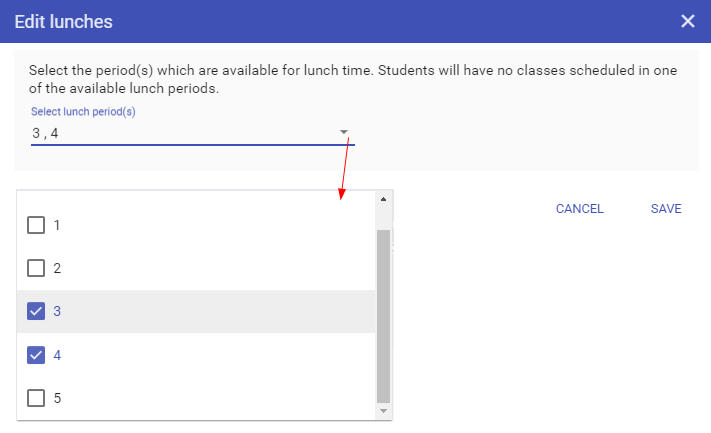 Edit lunches
Select the period(s) which are available for lunch time. Students will have no classes scheduled in one
of the available lunch periods.
Select lunch period(s)
3 , 4
CANCEL SAVE
1
2
3
4
5